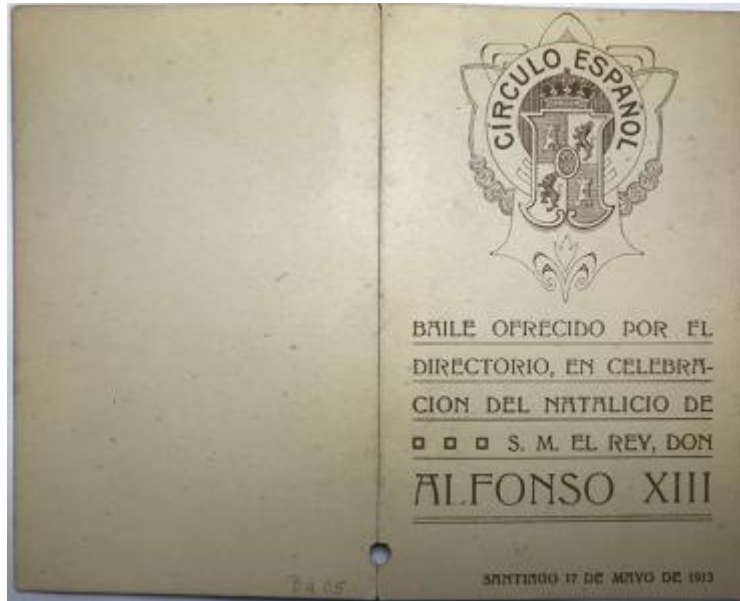 CÍRCULO ESPAÑOL
BAILE OFRECIDO POR EL
DIRECTORIO, EN CELEBRA-
CION DEL NATALICIO DE
S. M. EL REY, DON
ALFONSO XIII
SANTIAGO 17 DE MAYO DE 1913